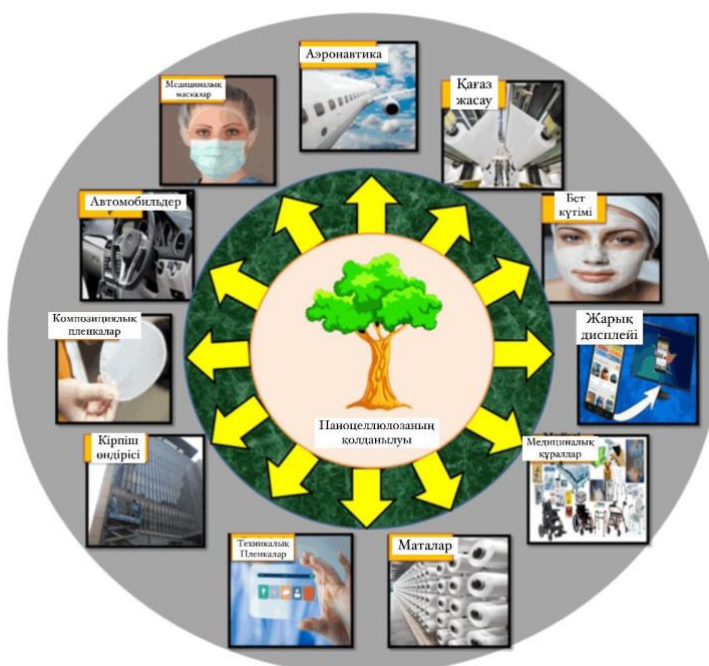 Аэронавтика
Медициналық
маскалар
Қағаз
жасау
Автомобильдер
Бет
күтімі
Композициялық
пленкалар
Жарық
дисплейі
Наноцеллюлозаның
қолданылуы
Кірпіш
өндірісі
Медициналық
құралдар
Техникалық
Пленкалар
Маталар